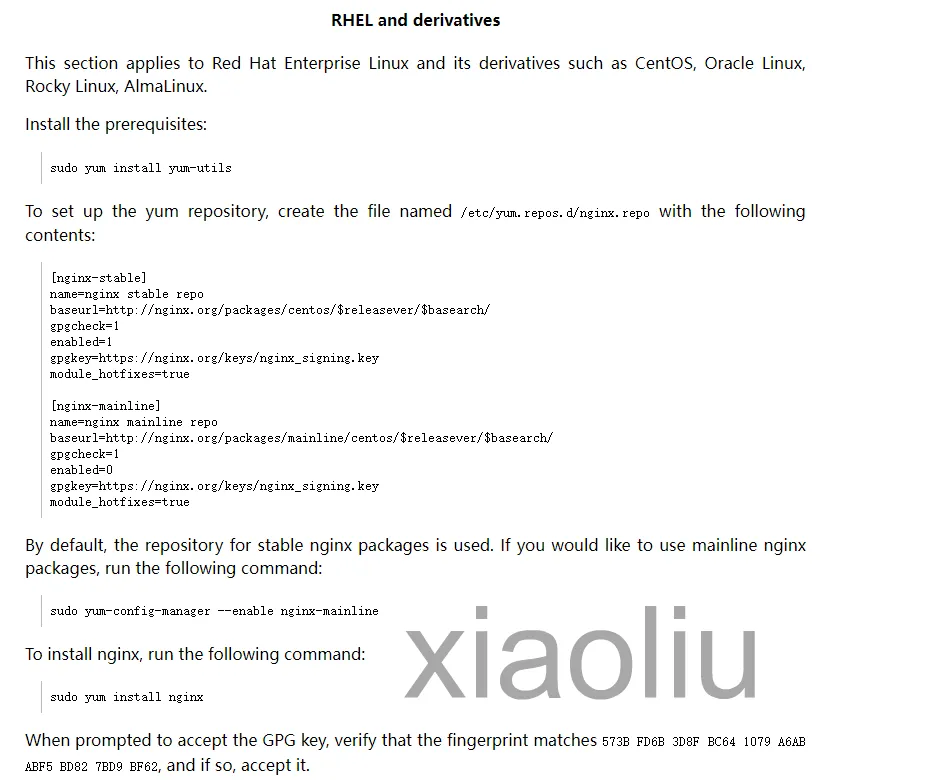 RHEL and derivatives
This section applies to Red Hat Enterprise Linux and its derivatives such as CentOS, Oracle Linux,
Rocky Linux, AlmaLinux.
Install the prerequisites:
sudo yum install yum-utils
To set up the yum repository, create the file named /etc/yum.repos.d/nginx.repo with the following
contents:
[nginx-stable]
name=nginx stable repo
baseurl=http://nginx.org/packages/centos/$releasever/$basearch/
gpgcheck=1
enabled=1
gpgkey=https://nginx.org/keys/nginx_signing.key
module_hotfixes=true
[nginx-mainline]
name=nginx mainline repo
baseurl=http://nginx.org/packages/mainline/centos/$releasever/$basearch/
gpgcheck=1
enabled=0
gpgkey=https://nginx.org/keys/nginx_signing.key
module_hotfixes=true
By default, the repository for stable nginx packages is used. If you would like to use mainline nginx
packages, run the following command:
sudo yum-config-manager --enable nginx-mainline
To install nginx, run the following command:
sudo yum install nginx
xiaoliu
When prompted to accept the GPG key, verify that the fingerprint matches 573B FD6B 3D8F BC64 1079 A6AB
ABF5 BD82 7BD9 BF62, and if so, accept it.